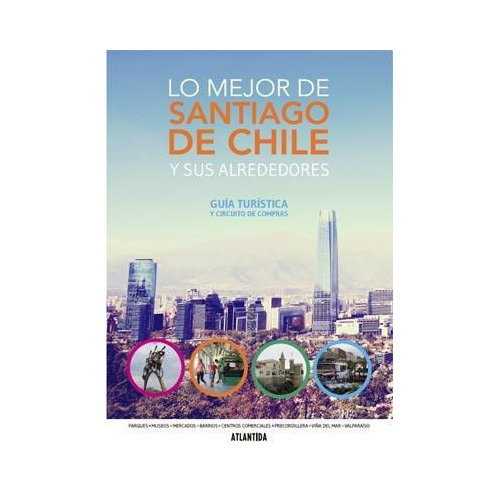 LO MEJOR DE
SANTIAGO
DE CHILE
Y SUS ALREDEDORES
GUÍA TURÍSTICA
Y CIRCUITO DE COMPRAS
PARQUES • MUSEOS • MERCADOS • BARRIOS • CENTROS COMERCIALES • PRECORDILLERA • VIÑA DEL MAR • VALPARAÍSO
ATLANTIDA